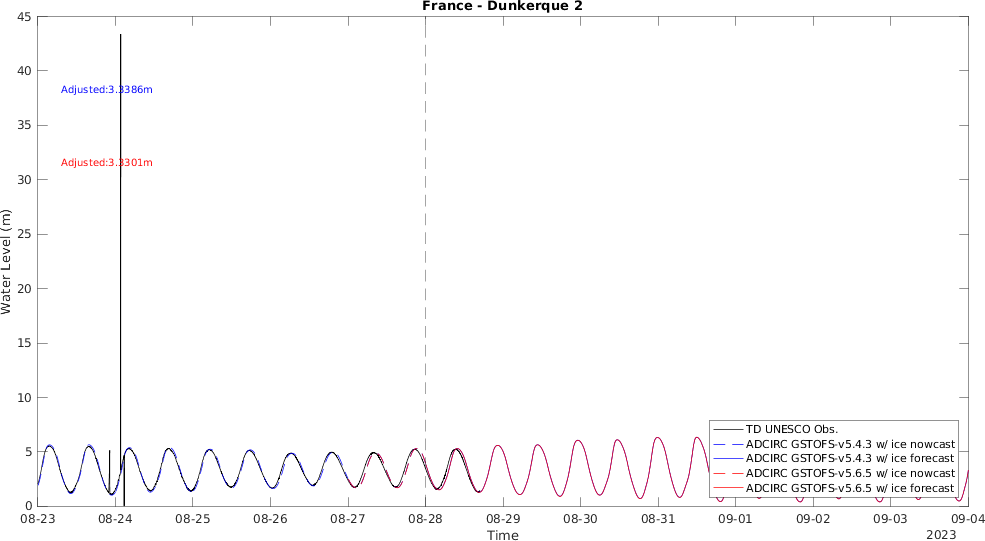 France - Dunkerque 2
45
40
35
30
25
20
15
10
5
0
Water Level (m)
Adjusted:3.3386m
Adjusted:3.3301m
TD UNESCO Obs.
ADCIRC GSTOFS-v5.4.3 w/ ice nowcast
ADCIRC GSTOFS-v5.4.3 w/ ice forecast
ADCIRC GSTOFS-v5.6.5 w/ ice nowcast
ADCIRC GSTOFS-v5.6.5 w/ ice forecast
08-23 08-24 08-25 08-26 08-27 08-28 08-29 08-30 08-31 09-01 09-02 09-03 09-04
Time
2023